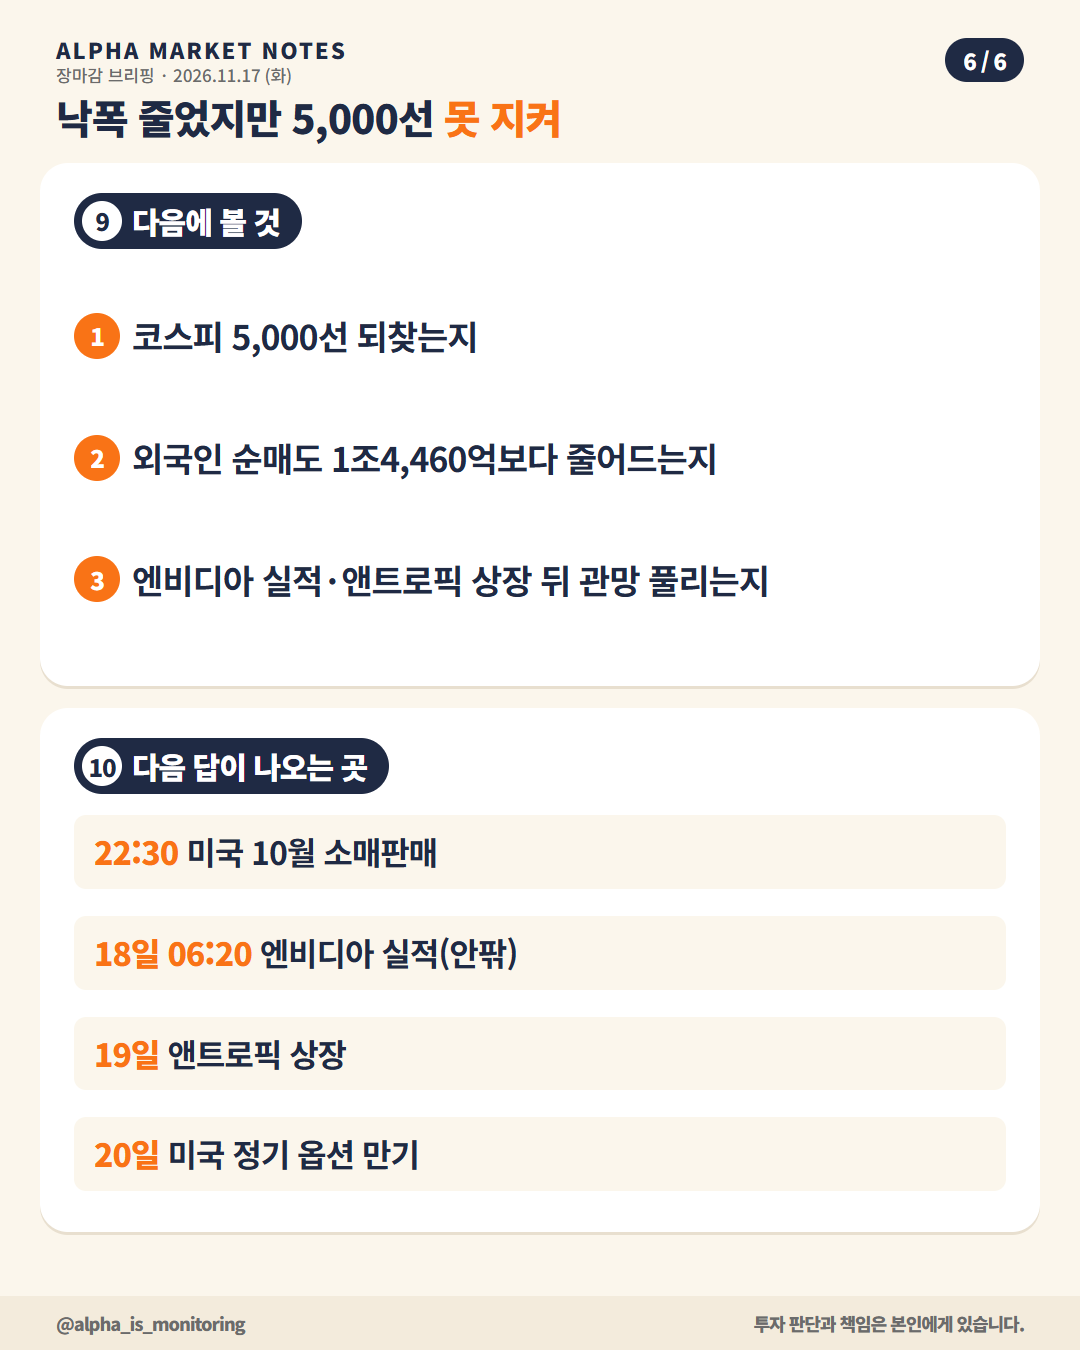 ALPHA MARKET NOTES
장마감 브리핑 · 2026.11.17 (화)
6 / 6
낙폭 줄었지만 5,000선 못 지켜
9 다음에 볼 것
1 코스피 5,000선 되찾는지
2 외국인 순매도 1조4,460억보다 줄어드는지
3 엔비디아 실적·앤트로픽 상장 뒤 관망 풀리는지
10 다음 답이 나오는 곳
22:30 미국 10월 소매판매
18일 06:20 엔비디아 실적(안팎)
19일 앤트로픽 상장
20일 미국 정기 옵션 만기
@alpha_is_monitoring
투자 판단과 책임은 본인에게 있습니다.